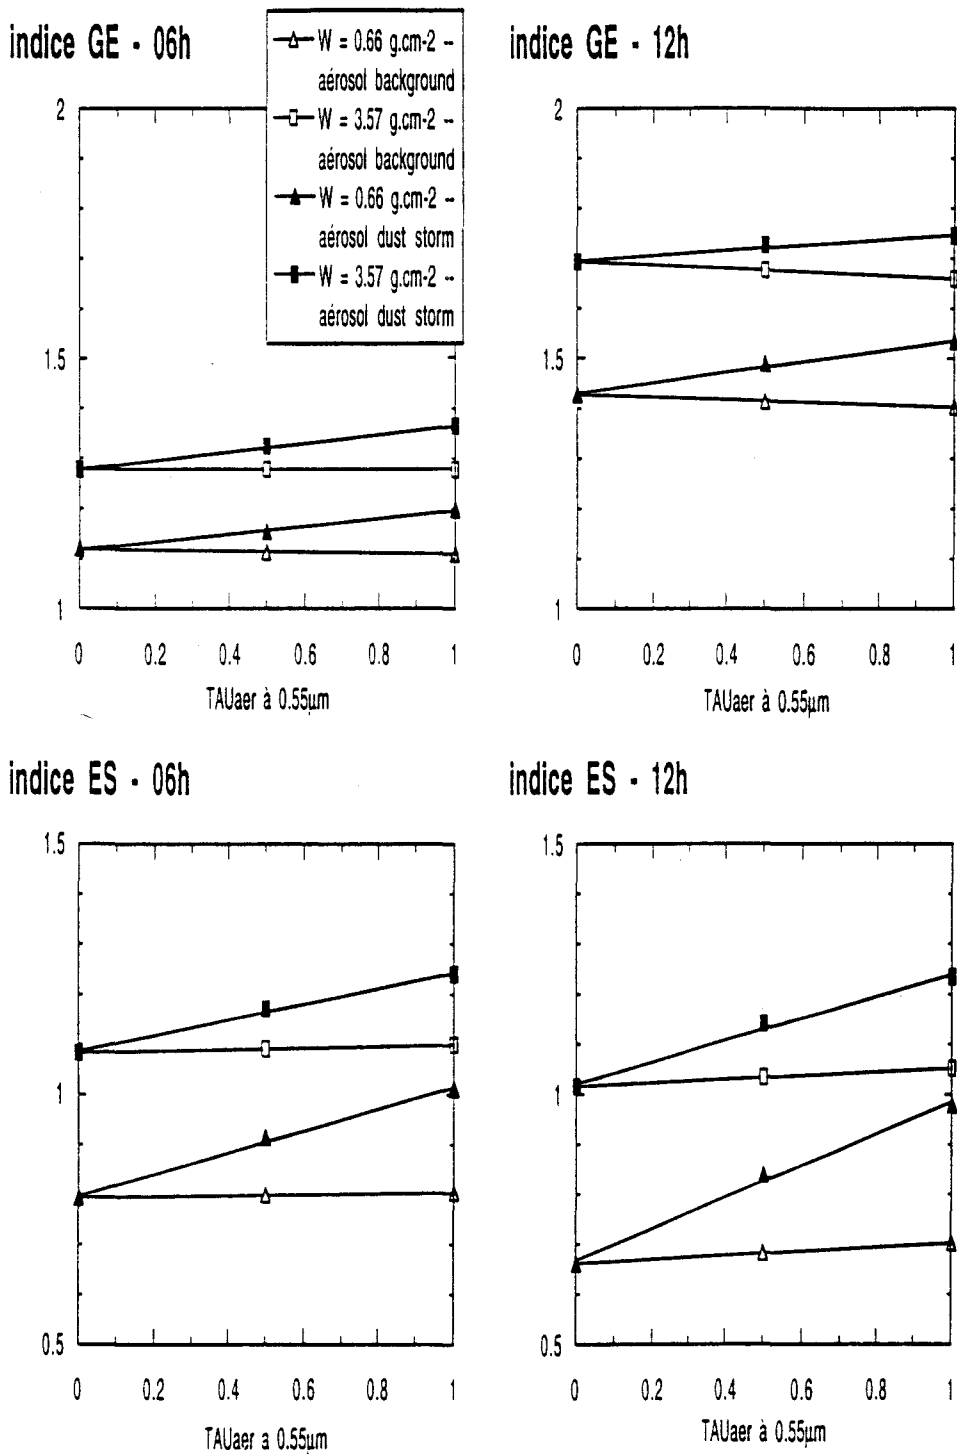 indice GE - 06h
W = 0.66 g.cm-2 --
aérosol background
W = 3.57 g.cm-2 --
aérosol background
W = 0.66 g.cm-2 --
aérosol dust storm
W = 3.57 g.cm-2 --
aérosol dust storm
2
1.5
1
0 0.2 0.4 0.6 0.8 1
TAUaer à 0.55µm
indice GE - 12h
2
1.5
1
0 0.2 0.4 0.6 0.8 1
TAUaer à 0.55µm
indice ES - 06h
1.5
1
0.5
0 0.2 0.4 0.6 0.8 1
TAUaer a 0.55µm
indice ES - 12h
1.5
1
0.5
0 0.2 0.4 0.6 0.8 1
TAUaer à 0.55µm